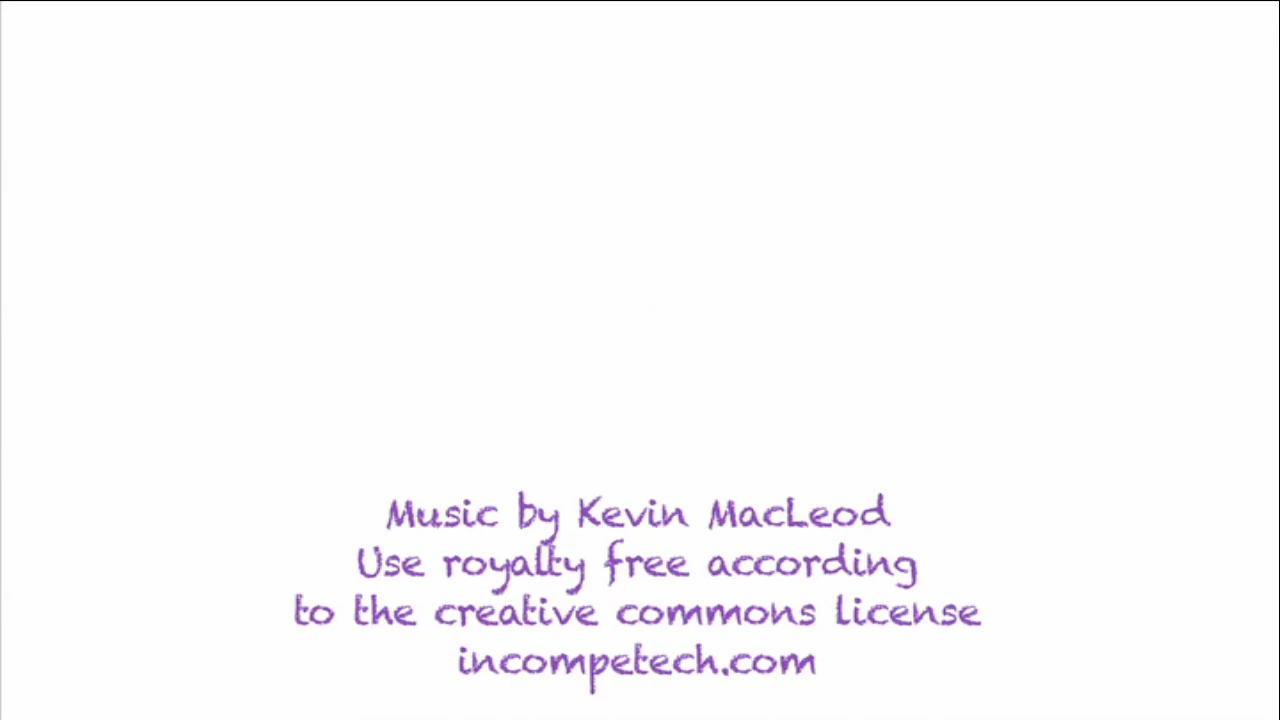 Music by Kevin MacLeod
Use royalty free according
to the creative commons license
incompetech.com